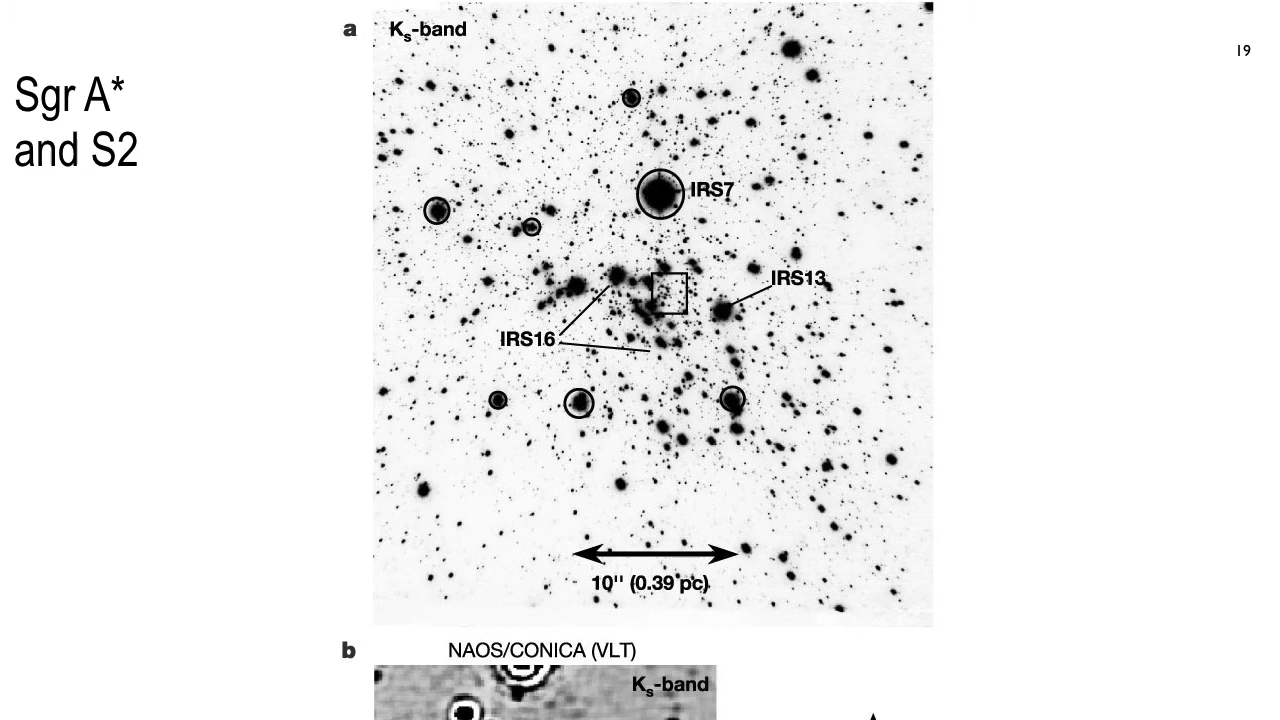 19
Sgr A*
and S2
a
Ks-band
IRS7
IRS13
IRS16
10" (0.39 pc)
b
NAOS/CONICA (VLT)
Ks-band